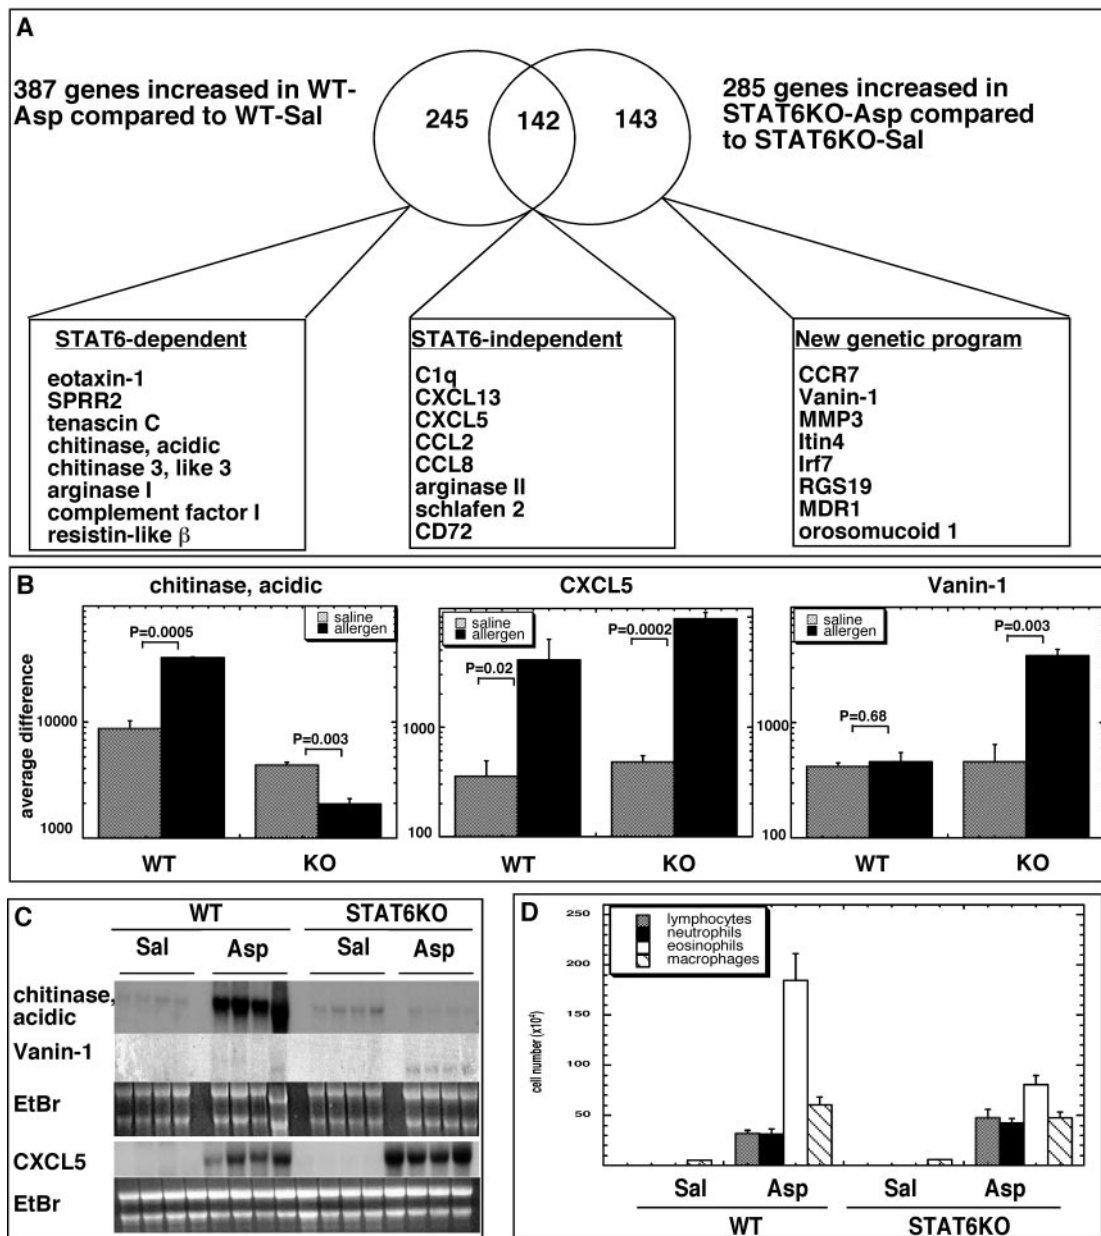 A
387 genes increased in WT-
Asp compared to WT-Sal
245
142
143
285 genes increased in
STAT6KO-Asp compared
to STAT6KO-Sal
STAT6-dependent
eotaxin-1
SPRR2
tenascin C
chitinase, acidic
chitinase 3, like 3
arginase I
complement factor I
resistin-like β
STAT6-independent
C1q
CXCL13
CXCL5
CCL2
CCL8
arginase II
schlafen 2
CD72
New genetic program
CCR7
Vanin-1
MMP3
Itin4
Irf7
RGS19
MDR1
orosomucoid 1
B
chitinase, acidic
saline
allergen
P=0.0005
P=0.003
average difference
10000
1000
WT
KO
CXCL5
saline
allergen
P=0.0002
P=0.02
1000
100
WT
KO
Vanin-1
saline
allergen
P=0.003
P=0.68
1000
100
WT
KO
C
WT
STAT6KO
Sal
Asp
Sal
Asp
chitinase,
acidic
Vanin-1
EtBr
CXCL5
EtBr
D
lymphocytes
neutrophils
eosinophils
macrophages
cell number (x10⁴)
250
200
150
100
50
Sal
Asp
Sal
Asp
WT
STAT6KO